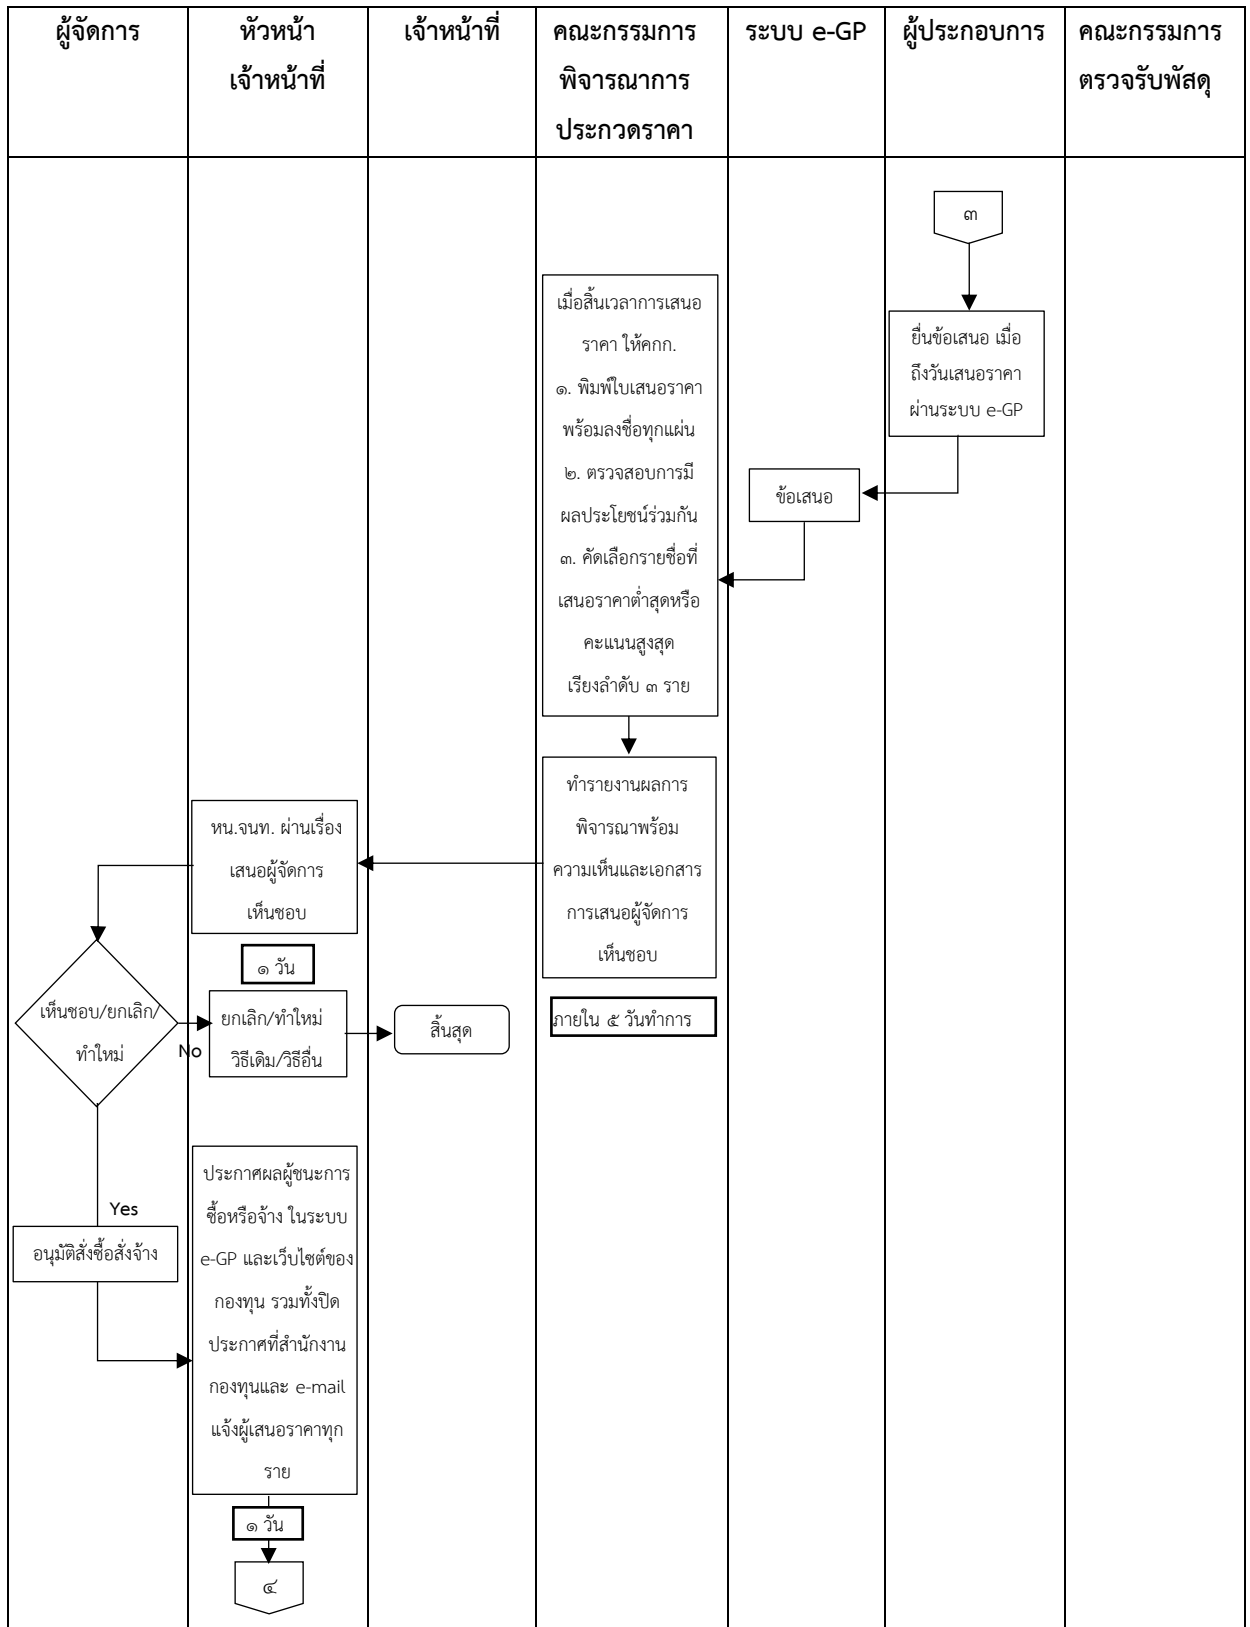 ผู้จัดการ
หัวหน้า
เจ้าหน้าที่
เจ้าหน้าที่
คณะกรรมการ
พิจารณาการ
ประกวดราคา
ระบบ e-GP
ผู้ประกอบการ
คณะกรรมการ
ตรวจรับพัสดุ
๓
ยื่นข้อเสนอ เมื่อ
ถึงวันเสนอราคา
ผ่านระบบ e-GP
ข้อเสนอ
เมื่อสิ้นเวลาการเสนอ
ราคา ให้คกก.
๑. พิมพ์ใบเสนอราคา
พร้อมลงชื่อทุกแผ่น
๒. ตรวจสอบการมี
ผลประโยชน์ร่วมกัน
๓. คัดเลือกรายชื่อที่
เสนอราคาต่ำสุดหรือ
คะแนนสูงสุด
เรียงลำดับ ๓ ราย
ทำรายงานผลการ
พิจารณาพร้อม
ความเห็นและเอกสาร
การเสนอผู้จัดการ
เห็นชอบ
ภายใน ๕ วันทำการ
หน.จนท. ผ่านเรื่อง
เสนอผู้จัดการ
เห็นชอบ
๑ วัน
เห็นชอบ/ยกเลิก/
ทำใหม่
No
ยกเลิก/ทำใหม่
วิธีเดิม/วิธีอื่น
สิ้นสุด
Yes
อนุมัติสั่งซื้อสั่งจ้าง
ประกาศผลผู้ชนะการ
ซื้อหรือจ้าง ในระบบ
e-GP และเว็บไซต์ของ
กองทุน รวมทั้งปิด
ประกาศที่สำนักงาน
กองทุนและ e-mail
แจ้งผู้เสนอราคาทุก
ราย
๑ วัน
๔